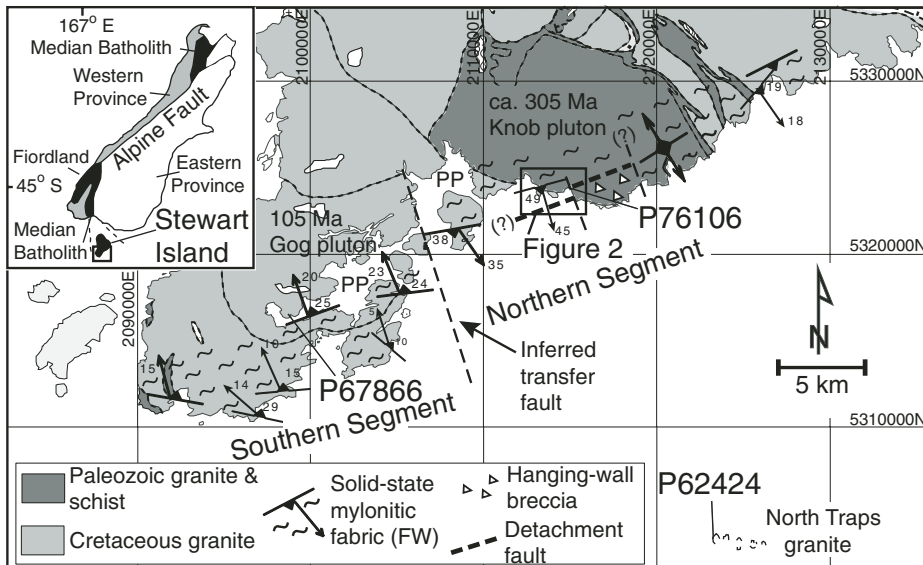 167° E
Median Batholith
Western
Province
Alpine Fault
Fiordland
45° S
Eastern
Province
Median
Batholith
Stewart
Island
2100000E
2110000E
2120000E
2130000E
5330000N
19
18
ca. 305 Ma
Knob pluton
(?)
PP
49
45
(?)
P76106
Figure 2
105 Ma
Gog pluton
38
35
5320000N
Northern Segment
20
PP
23
24
25
5
10
2090000E
Inferred
transfer
fault
N
5 km
15
10
15
14
29
P67866
Southern Segment
5310000N
Paleozoic granite &
schist
Cretaceous granite
Solid-state
mylonitic
fabric (FW)
Hanging-wall
breccia
Detachment
fault
P62424
North Traps
granite